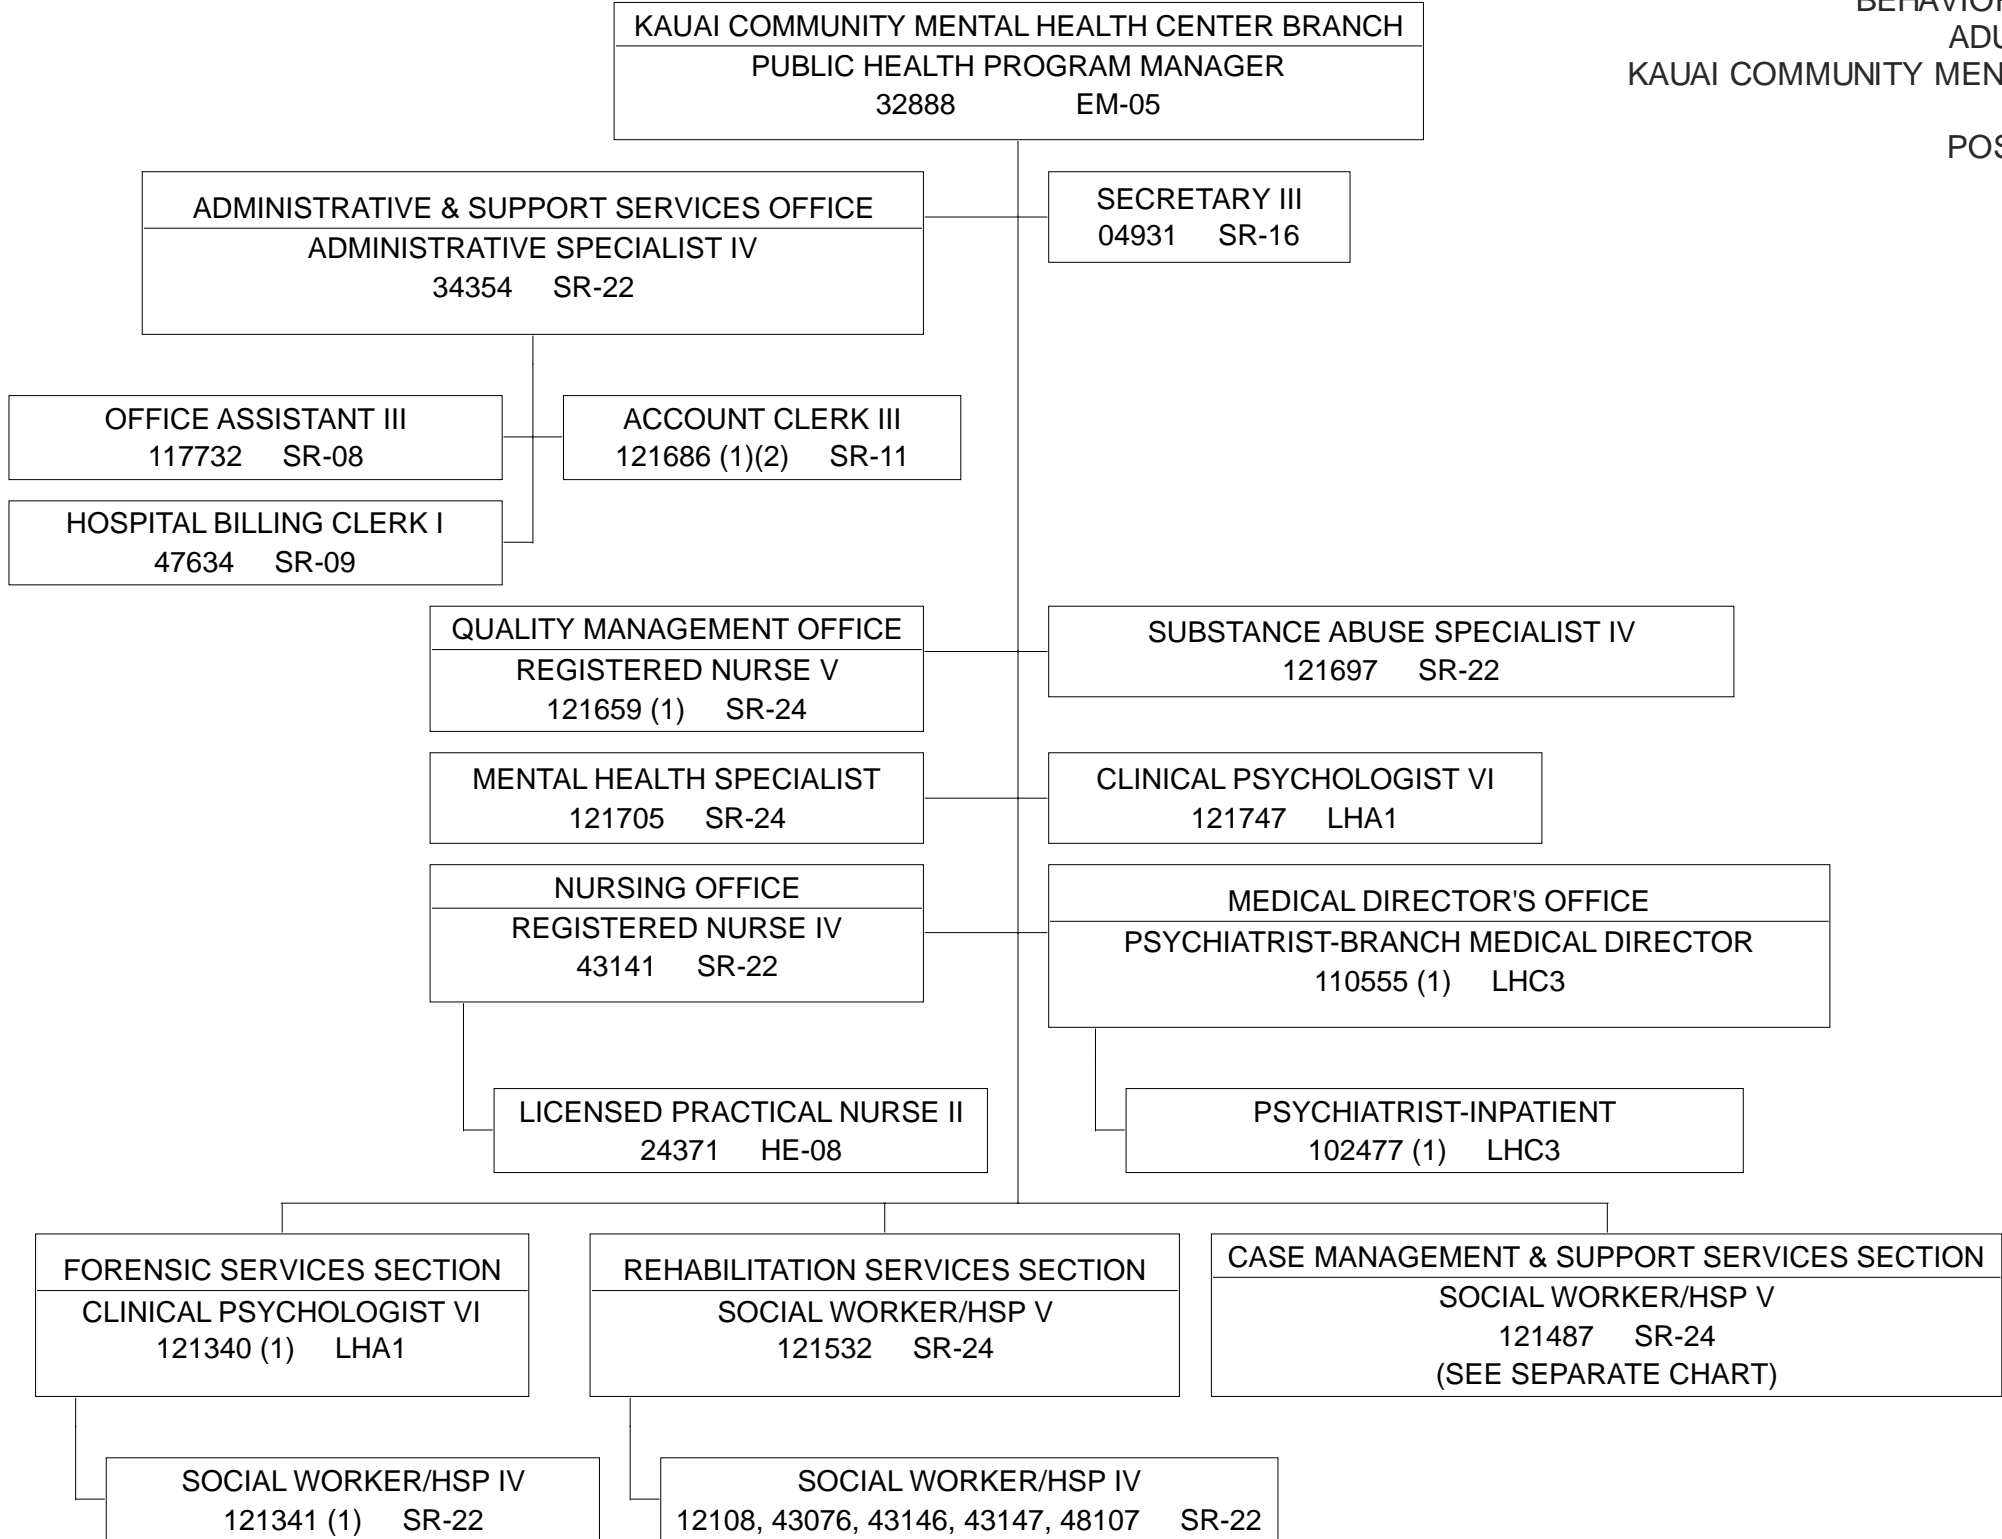 BEHAVIOR
ADU
KAUAI COMMUNITY MEN
POS
KAUAI COMMUNITY MENTAL HEALTH CENTER BRANCH
PUBLIC HEALTH PROGRAM MANAGER
32888 EM-05
ADMINISTRATIVE & SUPPORT SERVICES OFFICE
ADMINISTRATIVE SPECIALIST IV
34354 SR-22
SECRETARY III
04931 SR-16
OFFICE ASSISTANT III
117732 SR-08
ACCOUNT CLERK III
121686 (1)(2) SR-11
HOSPITAL BILLING CLERK I
47634 SR-09
QUALITY MANAGEMENT OFFICE
REGISTERED NURSE V
121659 (1) SR-24
SUBSTANCE ABUSE SPECIALIST IV
121697 SR-22
MENTAL HEALTH SPECIALIST
121705 SR-24
CLINICAL PSYCHOLOGIST VI
121747 LHA1
NURSING OFFICE
REGISTERED NURSE IV
43141 SR-22
MEDICAL DIRECTOR'S OFFICE
PSYCHIATRIST-BRANCH MEDICAL DIRECTOR
110555 (1) LHC3
LICENSED PRACTICAL NURSE II
24371 HE-08
PSYCHIATRIST-INPATIENT
102477 (1) LHC3
FORENSIC SERVICES SECTION
CLINICAL PSYCHOLOGIST VI
121340 (1) LHA1
REHABILITATION SERVICES SECTION
SOCIAL WORKER/HSP V
121532 SR-24
CASE MANAGEMENT & SUPPORT SERVICES SECTION
SOCIAL WORKER/HSP V
121487 SR-24
(SEE SEPARATE CHART)
SOCIAL WORKER/HSP IV
121341 (1) SR-22
SOCIAL WORKER/HSP IV
12108, 43076, 43146, 43147, 48107 SR-22